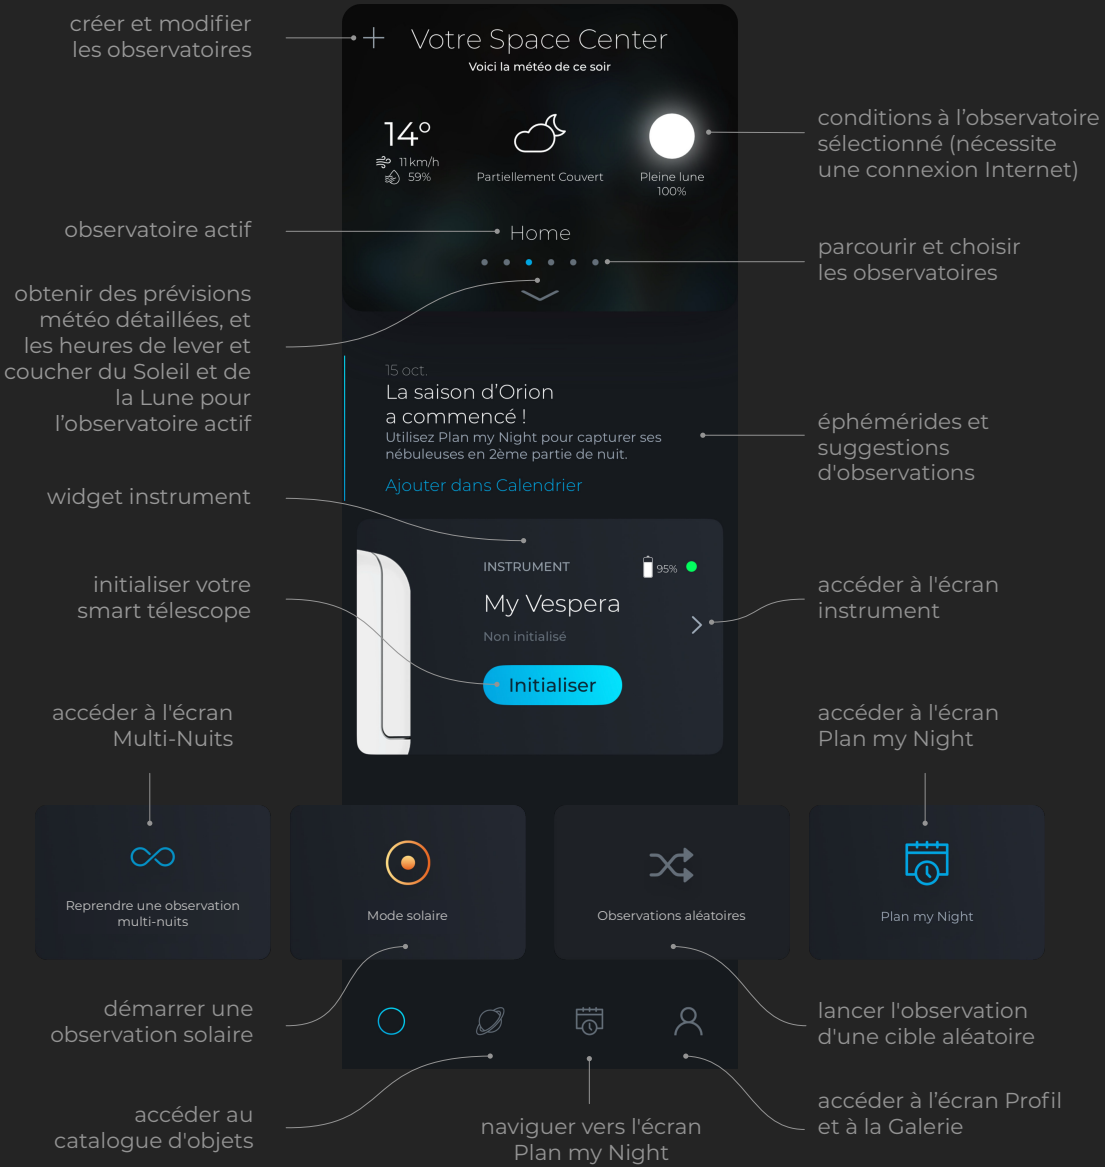 créer et modifier
les observatoires
Votre Space Center
Voici la météo de ce soir
14°
11 km/h
59%
Partiellement Couvert
Pleine lune
100%
conditions à l’observatoire
sélectionné (nécessite
une connexion Internet)
observatoire actif
Home
parcourir et choisir
les observatoires
obtenir des prévisions
météo détaillées, et
les heures de lever et
coucher du Soleil et de
la Lune pour
l’observatoire actif
15 oct.
La saison d’Orion
a commencé !
Utilisez Plan my Night pour capturer ses
nébuleuses en 2ème partie de nuit.
Ajouter dans Calendrier
éphémérides et
suggestions
d'observations
widget instrument
INSTRUMENT
95%
My Vespera
Non initialisé
Initialiser
initialiser votre
smart télescope
accéder à l'écran
instrument
accéder à l'écran
Multi-Nuits
accéder à l'écran
Plan my Night
Reprendre une observation
multi-nuits
Mode solaire
Observations aléatoires
Plan my Night
démarrer une
observation solaire
lancer l'observation
d'une cible aléatoire
accéder au
catalogue d'objets
naviguer vers l'écran
Plan my Night
accéder à l’écran Profil
et à la Galerie